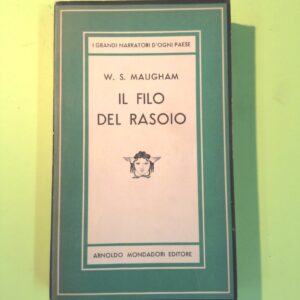 I GRANDI NARRATORI D'OGNI PAESE
W. S. MAUGHAM
IL FILO
DEL RASOIO
ARNOLDO MONDADORI EDITORE